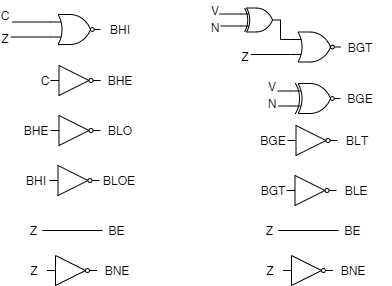 C
Z BHI
C BHE
BHE BLO
BHI BLOE
Z BE
Z BNE
V
N
Z BGT
V
N BGE
BGE BLT
BGT BLE
Z BE
Z BNE